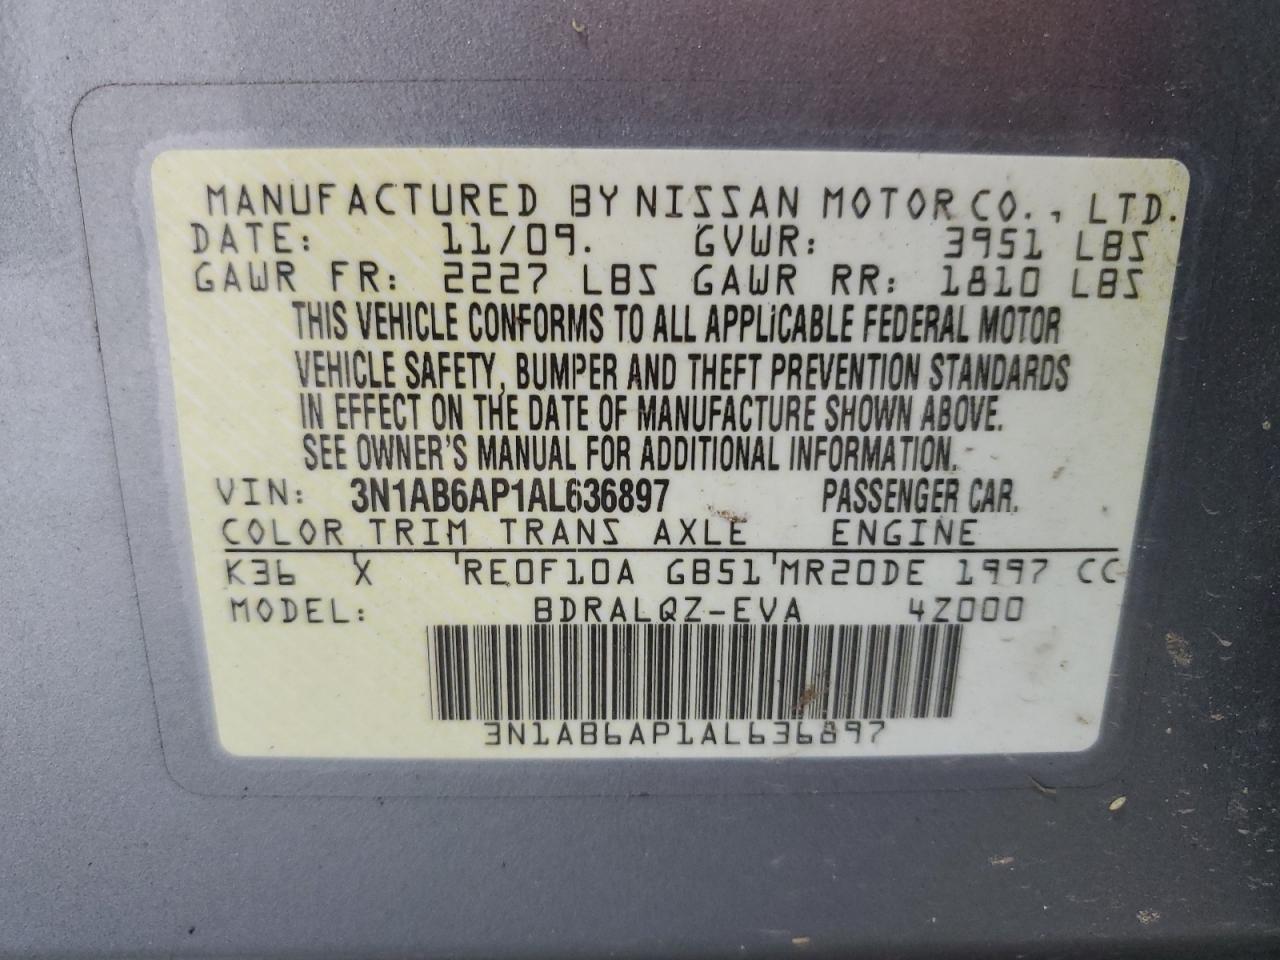 MANUFACTURED BY NISSAN MOTOR CO., LTD.
DATE: 11/09. GVWR: 3951 LBS
GAWR FR: 2227 LBS GAWR RR: 1810 LBS
THIS VEHICLE CONFORMS TO ALL APPLICABLE FEDERAL MOTOR
VEHICLE SAFETY, BUMPER AND THEFT PREVENTION STANDARDS
IN EFFECT ON THE DATE OF MANUFACTURE SHOWN ABOVE.
SEE OWNER'S MANUAL FOR ADDITIONAL INFORMATION.
VIN: 3N1AB6AP1AL636897 PASSENGER CAR.
COLOR TRIM TRANS AXLE ENGINE
K36 X RE0F10A GB51 MR20DE 1997 CC
MODEL: BDRALQZ-EVA 4Z000
3N1AB6AP1AL636897